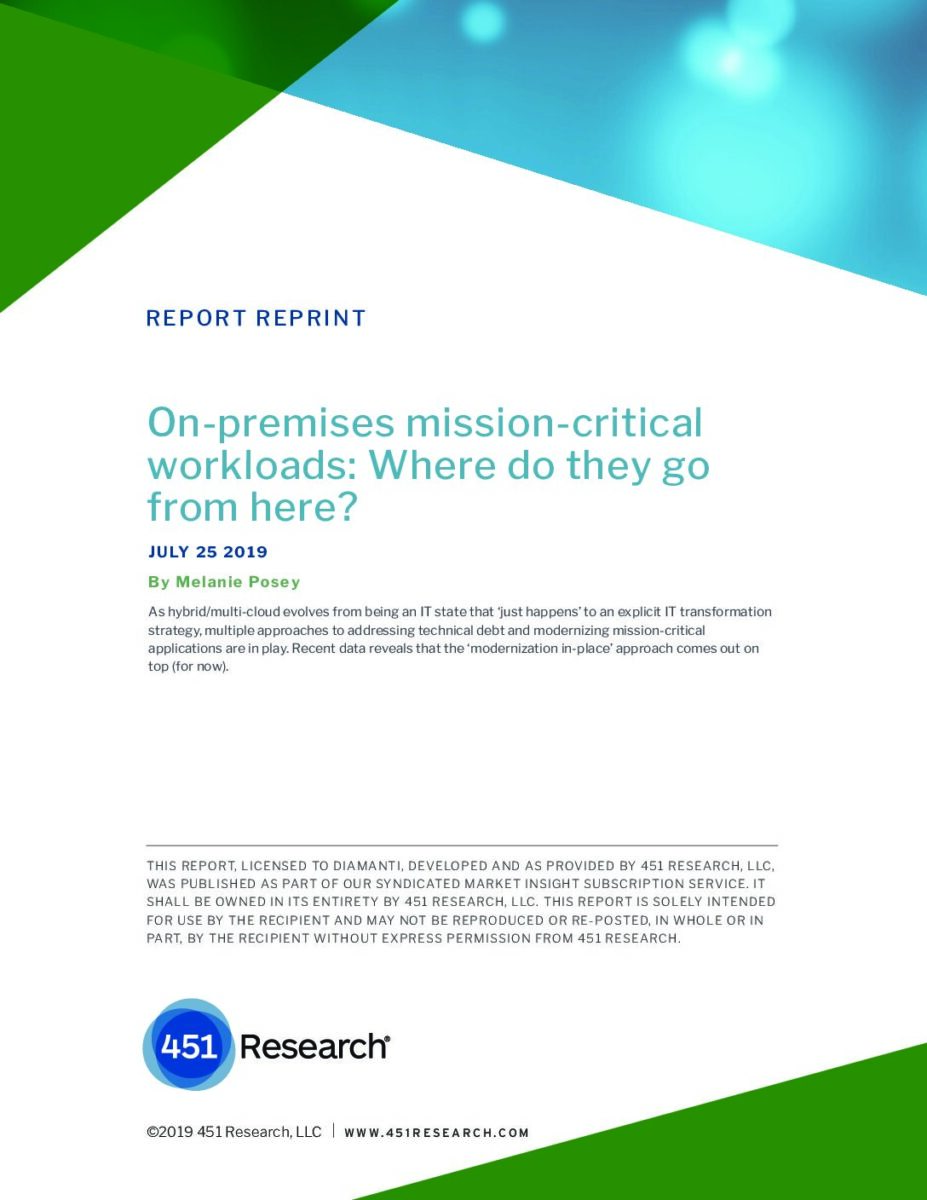 REPORT REPRINT
On-premises mission-critical
workloads: Where do they go
from here?
JULY 25 2019
By Melanie Posey
As hybrid/multi-cloud evolves from being an IT state that ‘just happens’ to an explicit IT transformation
strategy, multiple approaches to addressing technical debt and modernizing mission-critical
applications are in play. Recent data reveals that the ‘modernization in-place’ approach comes out on
top (for now).
THIS REPORT, LICENSED TO DIAMANTI, DEVELOPED AND AS PROVIDED BY 451 RESEARCH, LLC,
WAS PUBLISHED AS PART OF OUR SYNDICATED MARKET INSIGHT SUBSCRIPTION SERVICE. IT
SHALL BE OWNED IN ITS ENTIRETY BY 451 RESEARCH, LLC. THIS REPORT IS SOLELY INTENDED
FOR USE BY THE RECIPIENT AND MAY NOT BE REPRODUCED OR RE-POSTED, IN WHOLE OR IN
PART, BY THE RECIPIENT WITHOUT EXPRESS PERMISSION FROM 451 RESEARCH.
451 Research®
©2019 451 Research, LLC | WWW.451RESEARCH.COM